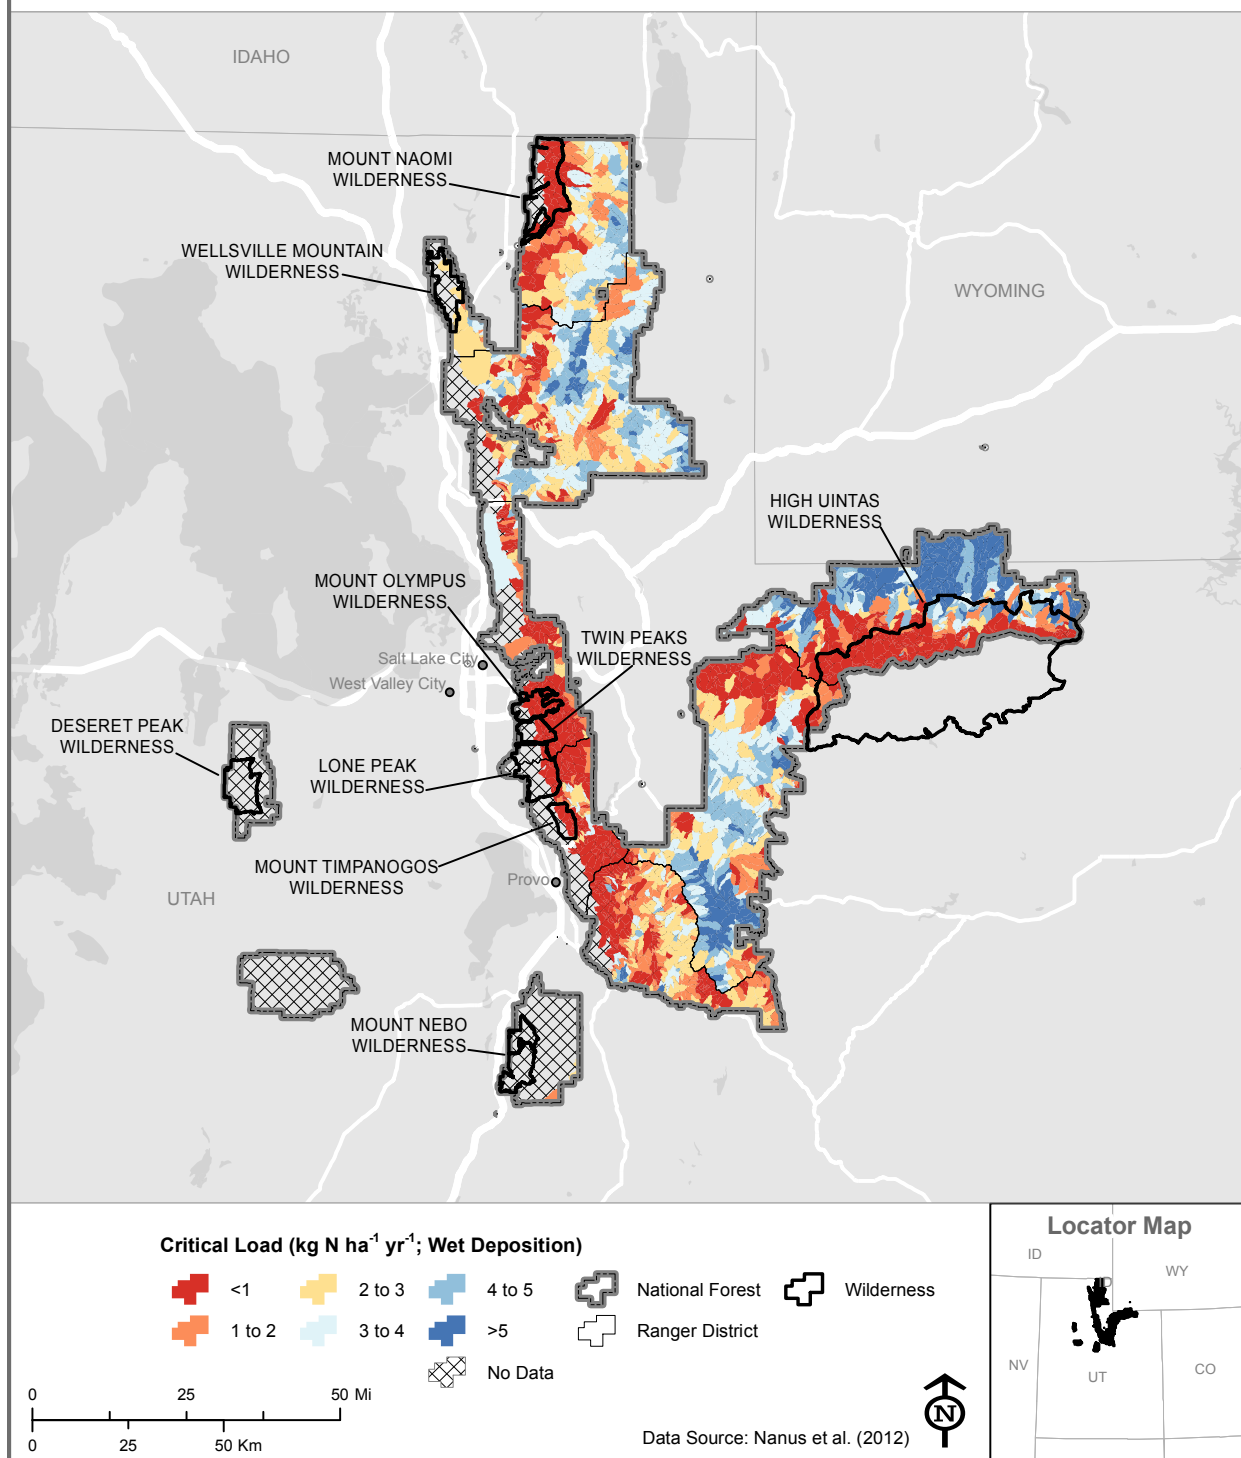 IDAHO
MOUNT NAOMI
WILDERNESS
WELLSVILLE MOUNTAIN
WILDERNESS
WYOMING
HIGH UINTAS
WILDERNESS
MOUNT OLYMPUS
WILDERNESS
TWIN PEAKS
WILDERNESS
Salt Lake City
West Valley City
DESERET PEAK
WILDERNESS
LONE PEAK
WILDERNESS
MOUNT TIMPANOGOS
WILDERNESS
Provo
UTAH
MOUNT NEBO
WILDERNESS
Critical Load (kg N ha⁻¹ yr⁻¹; Wet Deposition)
<1
2 to 3
4 to 5
National Forest
Wilderness
1 to 2
3 to 4
>5
Ranger District
No Data
0 25 50 Mi
0 25 50 Km
Data Source: Nanus et al. (2012)
N
Locator Map
ID
WY
ID
NV
UT
CO